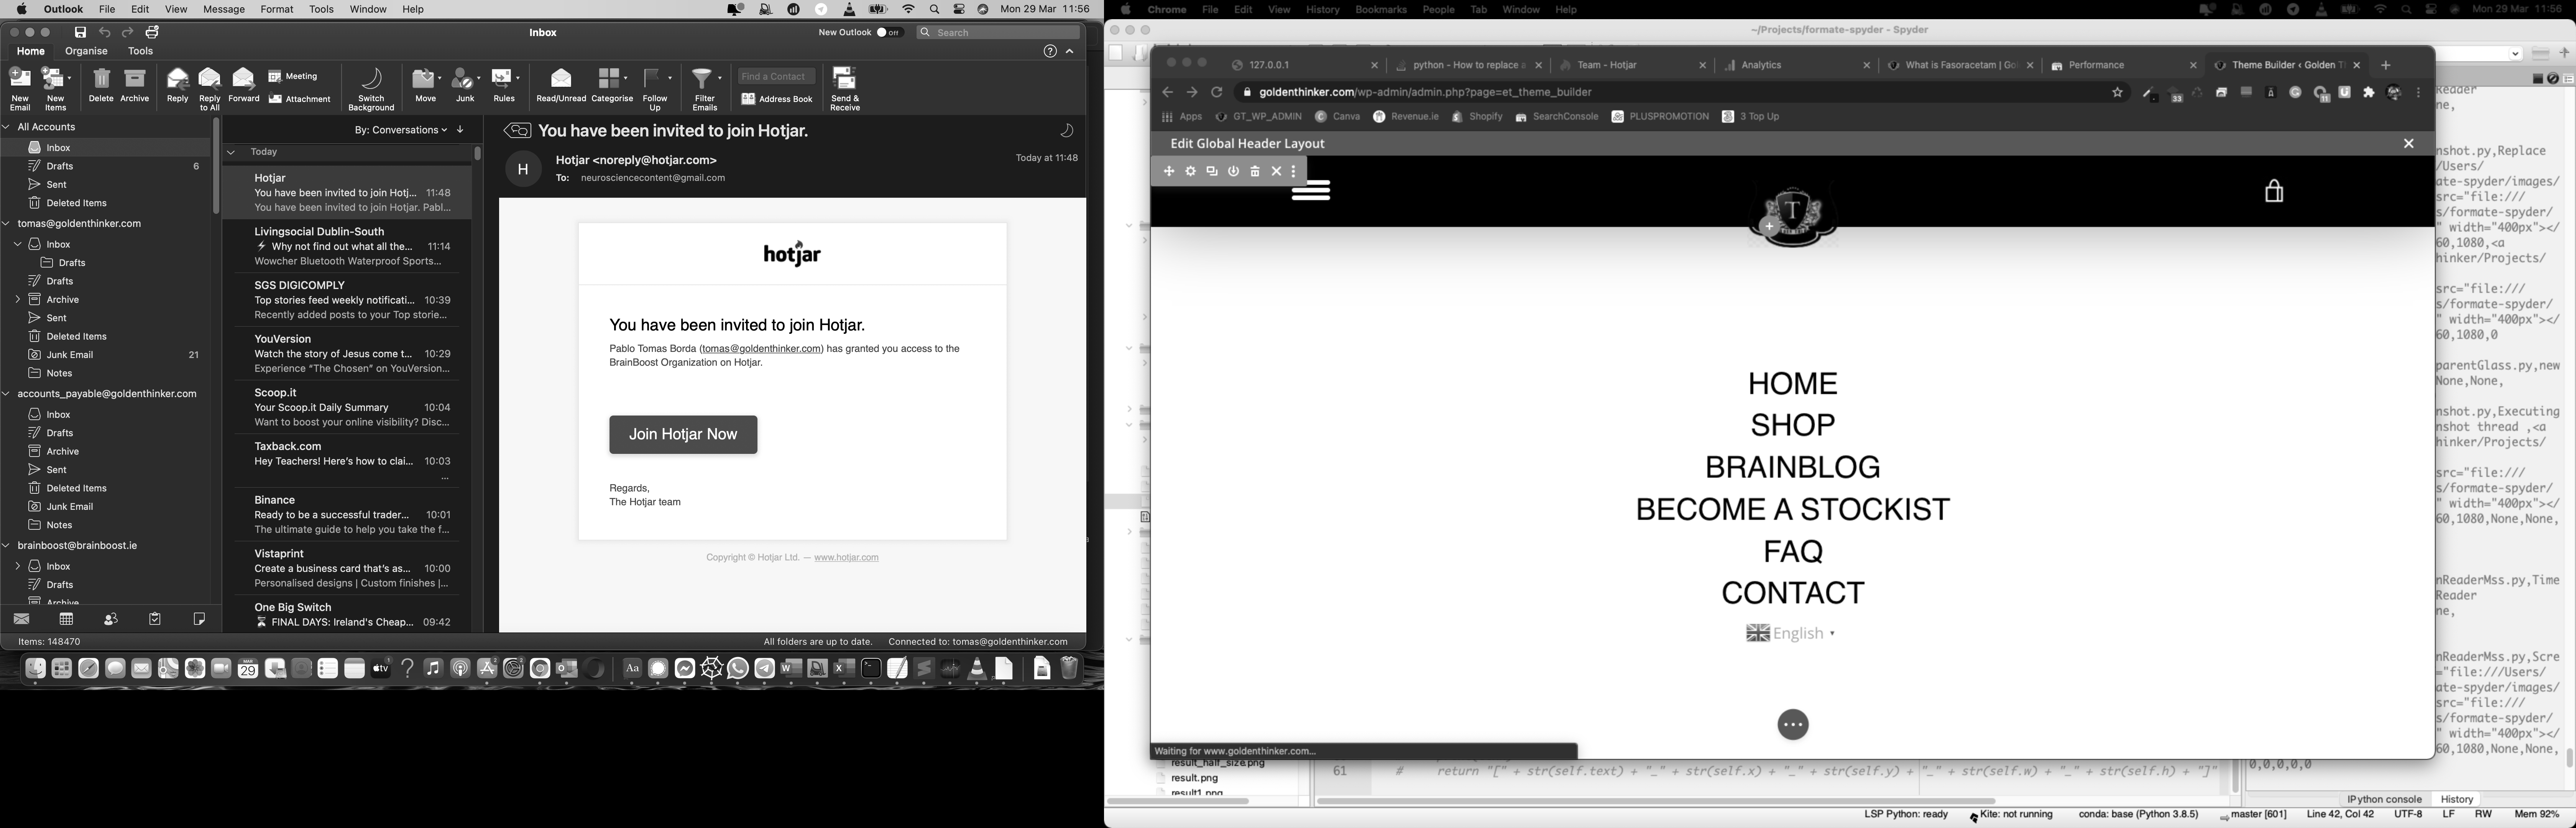 Outlook File Edit View Message Format Tools Window Help Mon 29 Mar 11:56
Inbox
New Outlook Off
Search
Home Organise Tools
New Email
New Items
Delete
Archive
Reply
Reply to All
Forward
Meeting
Attachment
Switch Background
Move
Junk
Rules
Read/Unread
Categorise
Follow Up
Filter Emails
Find a Contact
Address Book
Send & Receive
All Accounts
Inbox
Drafts 6
Sent
Deleted Items
tomas@goldenthinker.com
Inbox
Drafts
Drafts
Archive
Sent
Deleted Items
Junk Email 21
Notes
accounts_payable@goldenthinker.com
Inbox
Drafts
Archive
Sent
Deleted Items
Junk Email
Notes
brainboost@brainboost.ie
Inbox
Drafts
Archive
Items: 148470
By: Conversations
Today
Hotjar
You have been invited to join Hotj... 11:48
You have been invited to join Hotjar. Pabl...
Livingsocial Dublin-South
Why not find out what all the... 11:14
Wowcher Bluetooth Waterproof Sports...
SGS DIGICOMPLY
Top stories feed weekly notificati... 10:39
Recently added posts to your Top storie...
YouVersion
Watch the story of Jesus come t... 10:29
Experience “The Chosen” on YouVersion...
Scoop.it
Your Scoop.it Daily Summary 10:04
Want to boost your online visibility? Disc...
Taxback.com
Hey Teachers! Here’s how to clai... 10:03
...
Binance
Ready to be a successful trader... 10:01
The ultimate guide to help you take the f...
Vistaprint
Create a business card that’s as... 10:00
Personalised designs | Custom finishes |...
One Big Switch
FINAL DAYS: Ireland's Cheap... 09:42
You have been invited to join Hotjar.
H
Hotjar <noreply@hotjar.com>
To: neurosciencecontent@gmail.com
Today at 11:48
hotjar
You have been invited to join Hotjar.
Pablo Tomas Borda (tomas@goldenthinker.com) has granted you access to the
BrainBoost Organization on Hotjar.
Join Hotjar Now
Regards,
The Hotjar team
Copyright © Hotjar Ltd. — www.hotjar.com
All folders are up to date. Connected to: tomas@goldenthinker.com
Chrome File Edit View History Bookmarks People Tab Window Help Mon 29 Mar 11:56
~/Projects/formate-spyder - Spyder
127.0.0.1
python - How to replace a
Team - Hotjar
Analytics
What is Fasoracetam | Go
Performance
Theme Builder ‹ Golden T
goldenthinker.com/wp-admin/admin.php?page=et_theme_builder
Apps GT_WP_ADMIN Canva Revenue.ie Shopify SearchConsole PLUSPROMOTION 3 Top Up
Edit Global Header Layout
T
HOME
SHOP
BRAINBLOG
BECOME A STOCKIST
FAQ
CONTACT
English
Waiting for www.goldenthinker.com...
Reader
ne,
nshot.py,Replace
/Users/
ate-spyder/images/
src="file:///
s/formate-spyder/
" width="400px"></
60,1080,<a
hinker/Projects/
src="file:///
s/formate-spyder/
" width="400px"></
60,1080,0
parentGlass.py,new
None,None,
nshot.py,Executing
nshot thread ,<a
hinker/Projects/
src="file:///
s/formate-spyder/
" width="400px"></
60,1080,None,None,
nReaderMss.py,Time
Reader
ne,
nReaderMss.py,Scre
="file:///Users/
ate-spyder/images/
src="file:///
s/formate-spyder/
" width="400px"></
60,1080,None,None,
0,0,0,0,0
result_half_size.png
result.png
result1.png
61 # return "[" + str(self.text) + "_" + str(self.x) + "_" + str(self.y) + "_" + str(self.w) + "_" + str(self.h) + "]"
IPython console History
LSP Python: ready Kite: not running conda: base (Python 3.8.5) master [601] Line 42, Col 42 UTF-8 LF RW Mem 92%